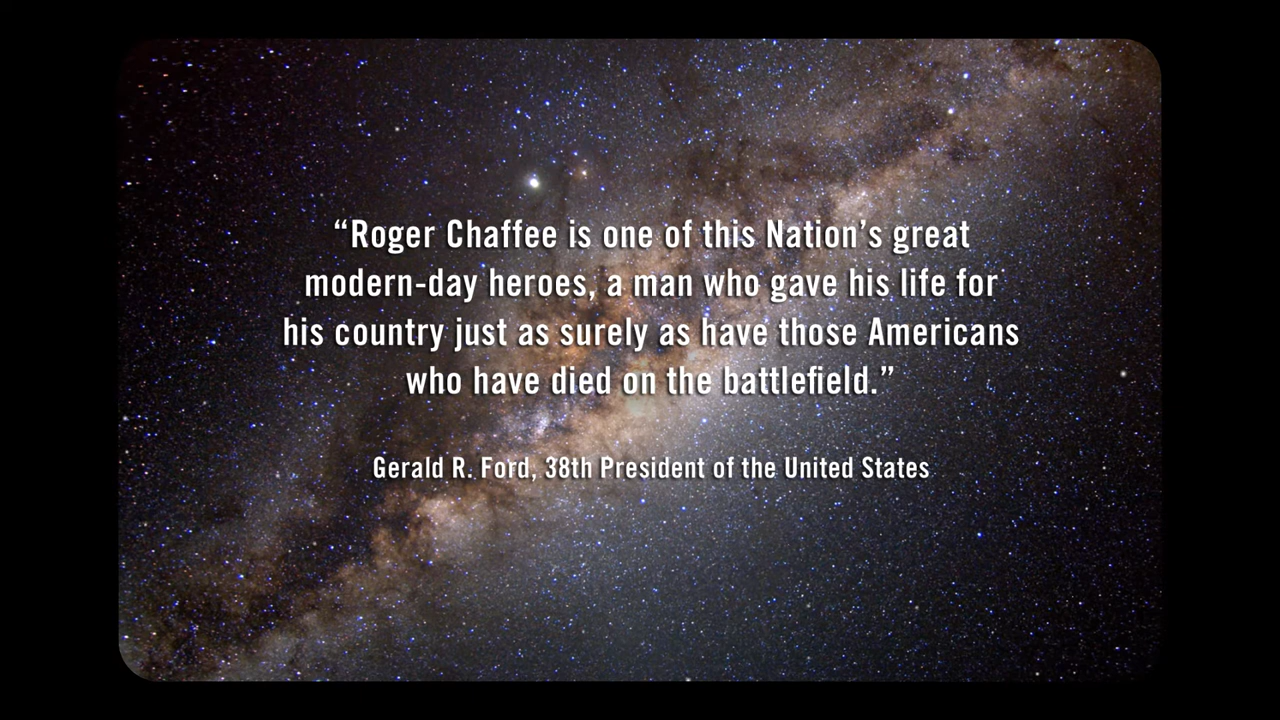 “Roger Chaffee is one of this Nation’s great
modern-day heroes, a man who gave his life for
his country just as surely as have those Americans
who have died on the battlefield.”
Gerald R. Ford, 38th President of the United States